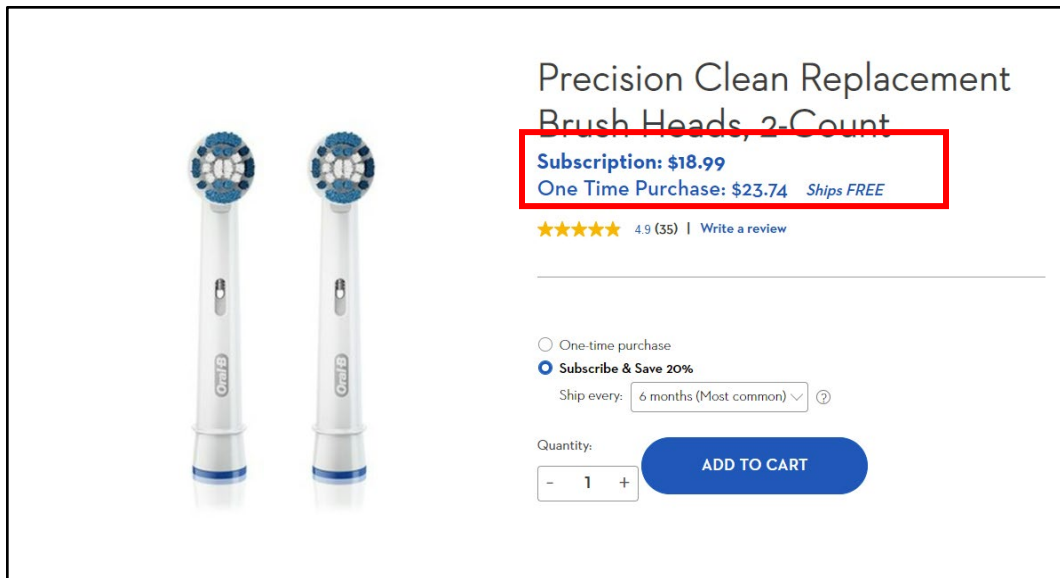 Precision Clean Replacement
Brush Heads, 2-Count
Subscription: $18.99
One Time Purchase: $23.74 Ships FREE
4.9 (35) | Write a review
One-time purchase
Subscribe & Save 20%
Ship every: 6 months (Most common) ?
Quantity:
- 1 +
ADD TO CART
Oral-B
Oral-B